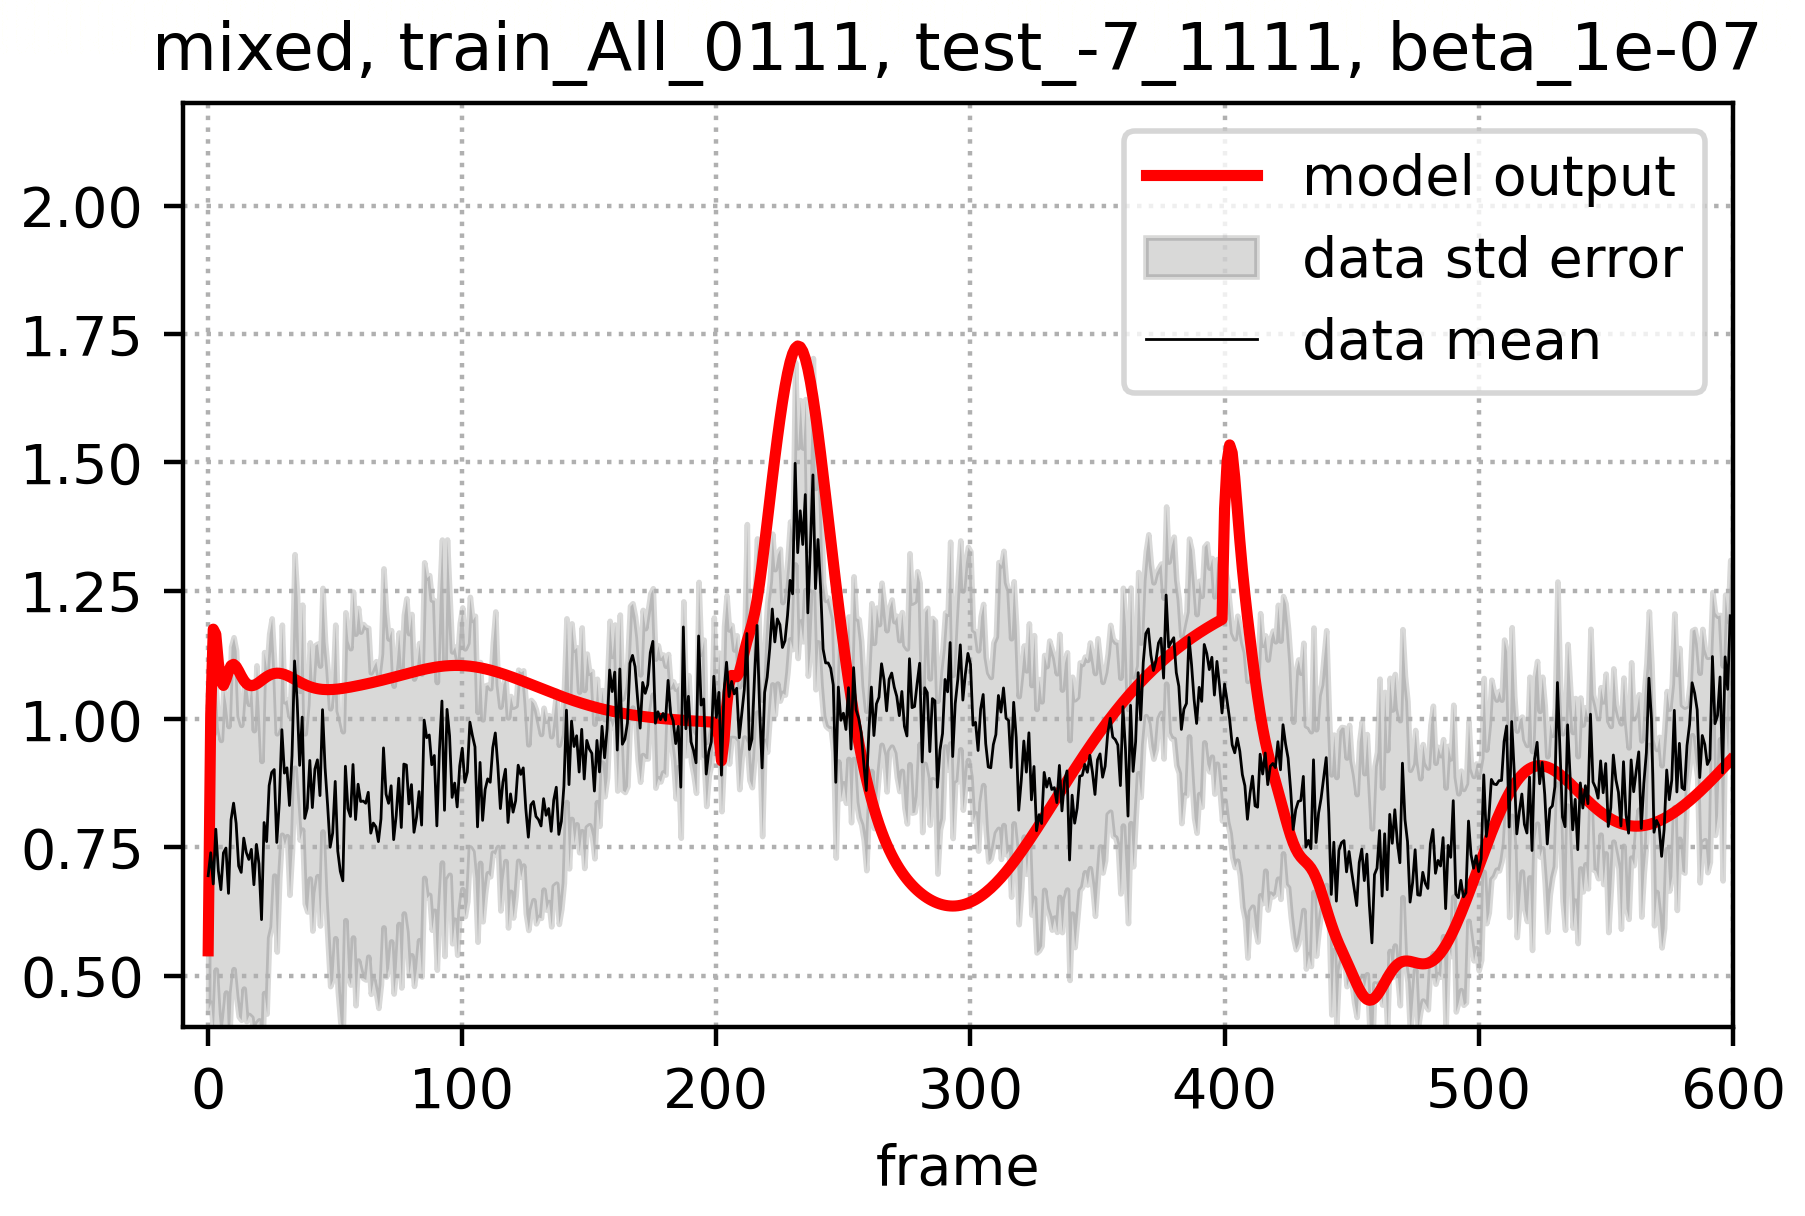 mixed, train_All_0111, test_-7_1111, beta_1e-07
model output
data std error
data mean
2.00
1.75
1.50
1.25
1.00
0.75
0.50
0 100 200 300 400 500 600
frame